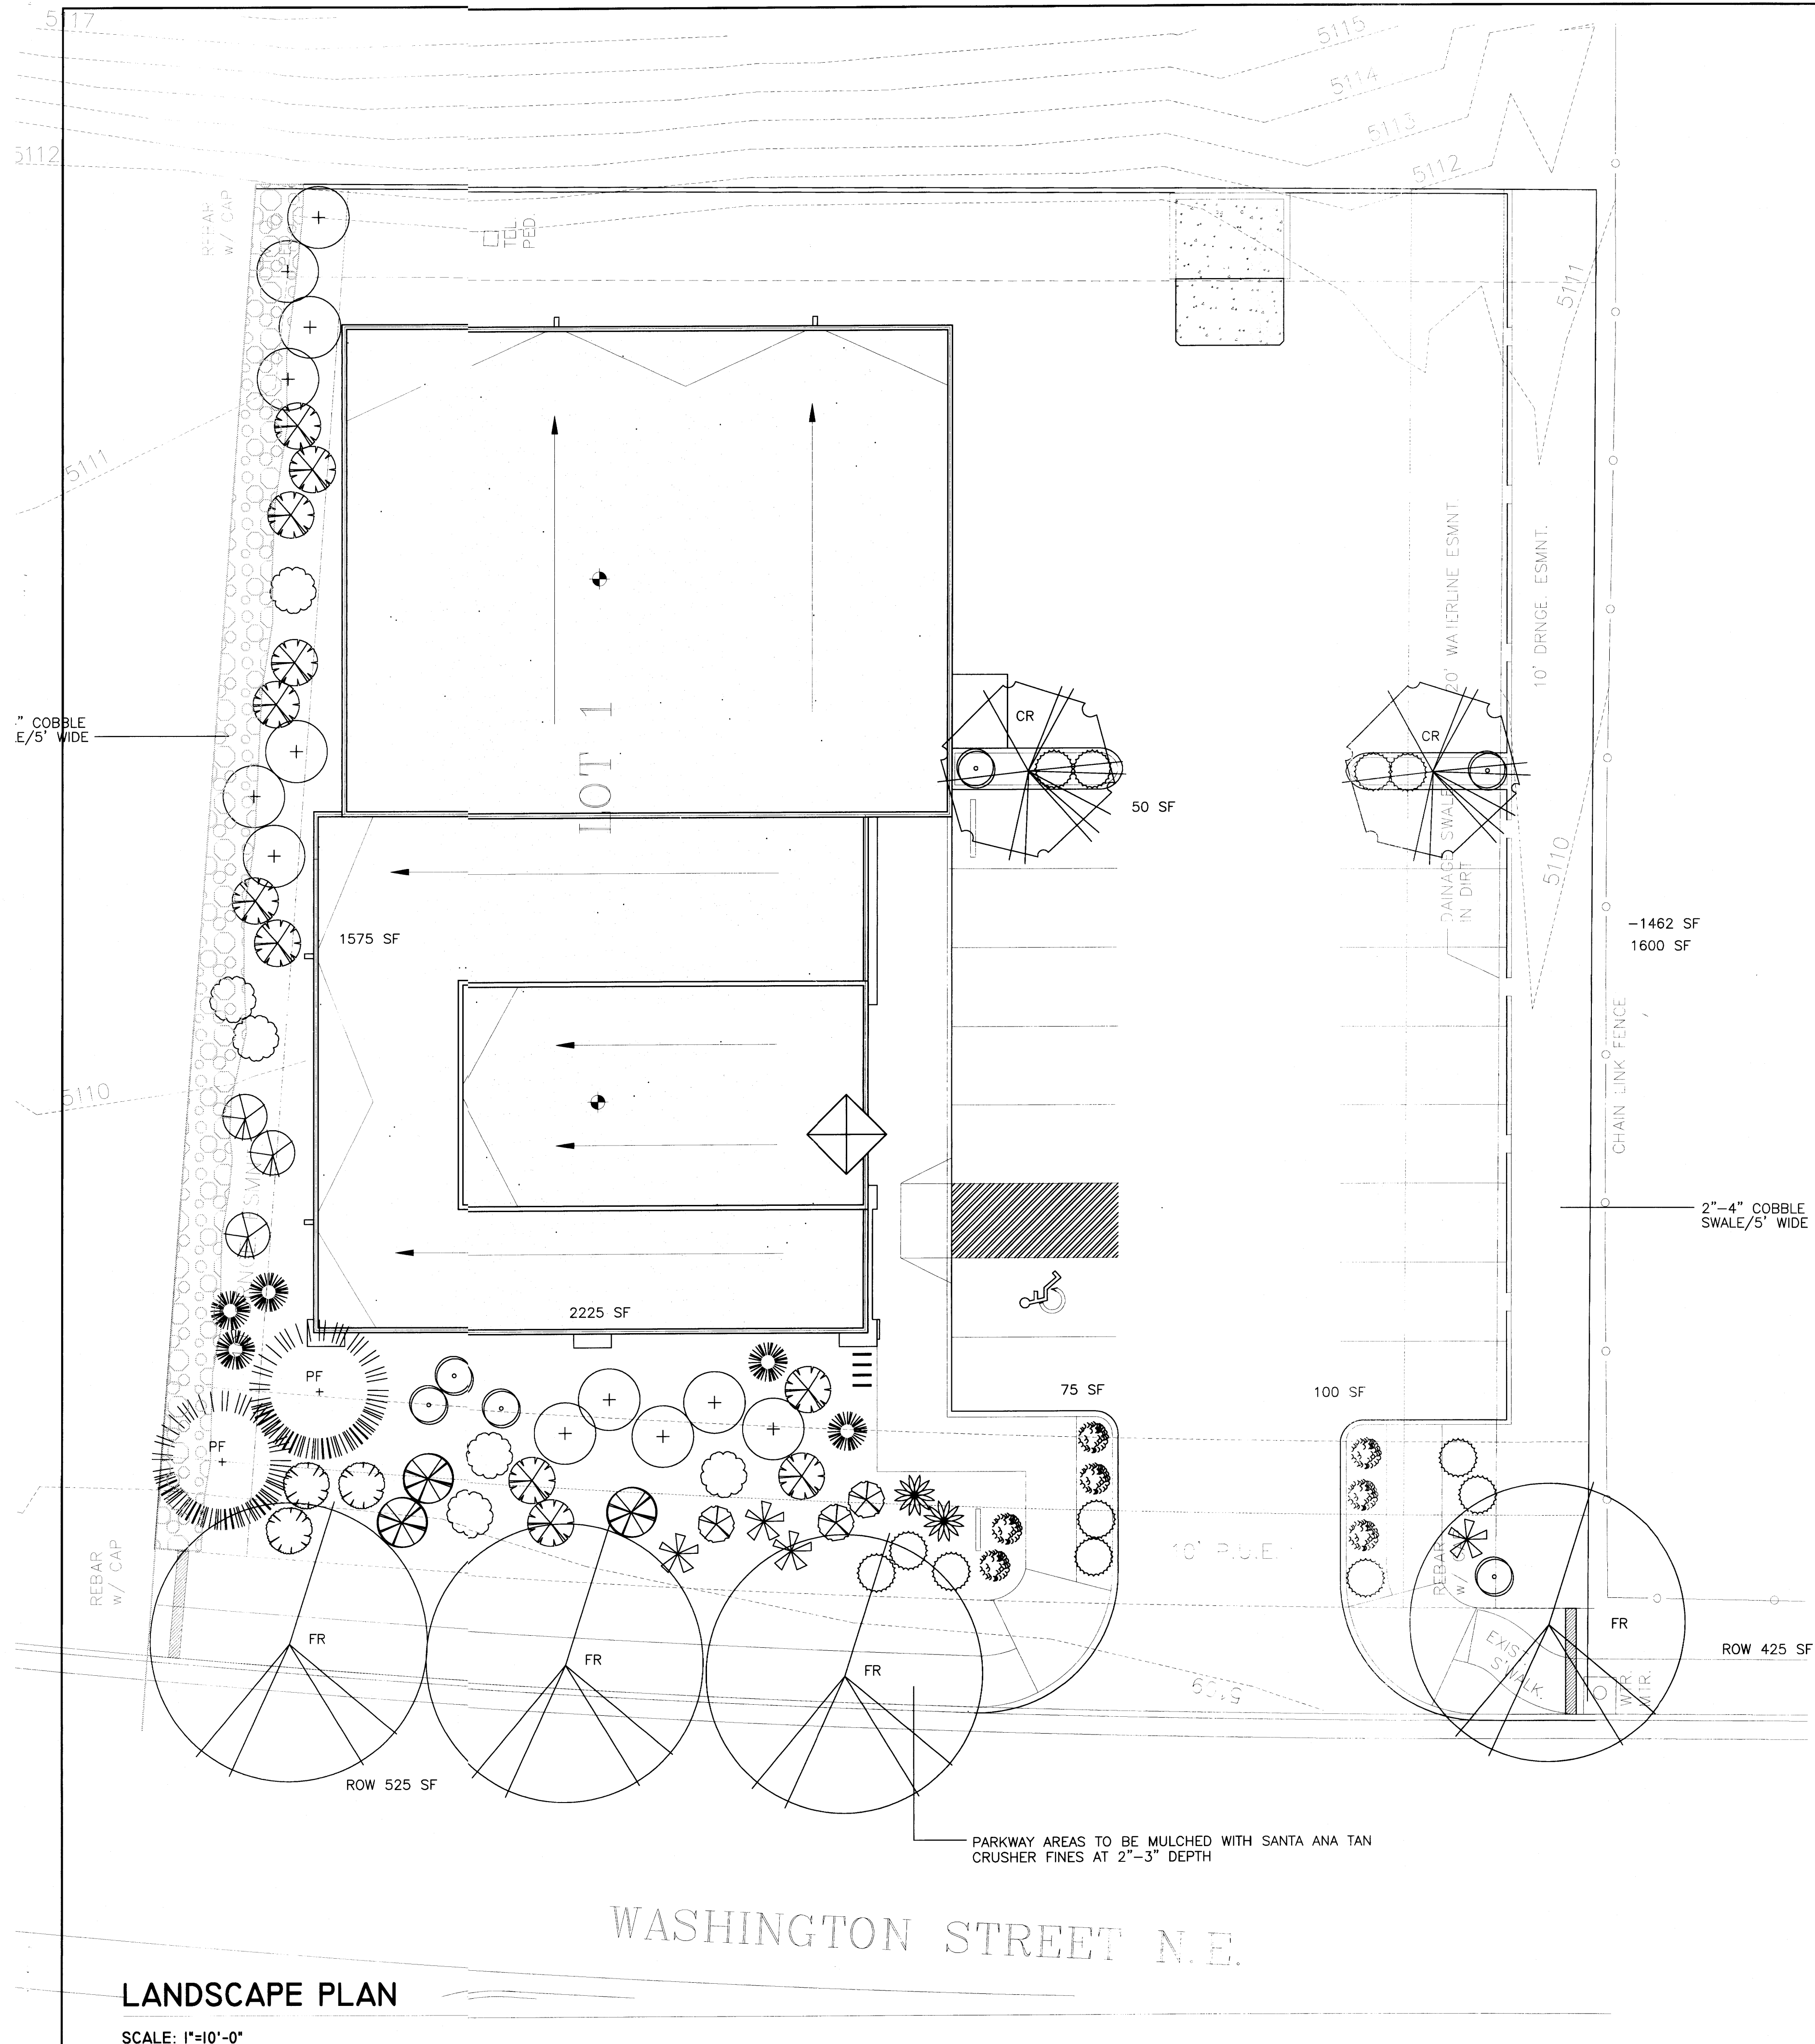 5117
5115
5114
5113
5112
5112
REBAR
w/ CAP
TEL
PED
5111
5111
20' WATERLINE ESMNT.
10' DRNGE. ESMNT.
LOT 1
CR
CR
" COBBLE
E/5' WIDE
50 SF
DAINAGE SWALE
IN DIRT
5110
1575 SF
-1462 SF
1600 SF
CHAIN LINK FENCE
5110
2"-4" COBBLE
SWALE/5' WIDE
2225 SF
PF
75 SF
100 SF
PF
REBAR
w/ CAP
10' P.U.E.
REBAR
w/
FR
FR
FR
FR
EXIST.
S'WALK.
WTR.
MTR.
ROW 425 SF
5109
ROW 525 SF
PARKWAY AREAS TO BE MULCHED WITH SANTA ANA TAN
CRUSHER FINES AT 2"-3" DEPTH
WASHINGTON STREET N.E.
LANDSCAPE PLAN
SCALE: 1"=10'-0"